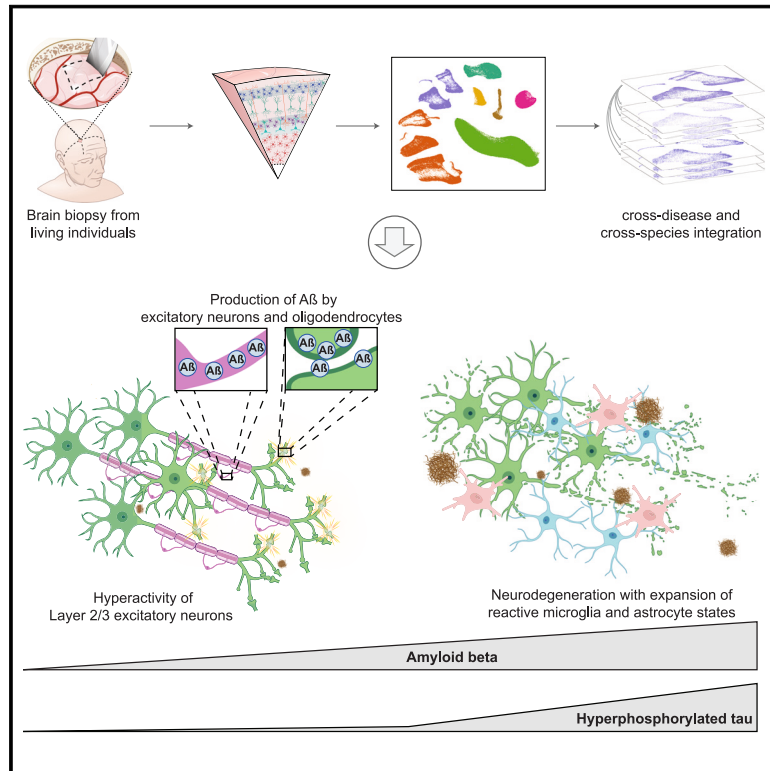 Brain biopsy from
living individuals
cross-disease and
cross-species integration
Production of Aß by
excitatory neurons and oligodendrocytes
Aß
Aß
Aß
Aß
Aß
Aß
Aß
Aß
Aß
Hyperactivity of
Layer 2/3 excitatory neurons
Neurodegeneration with expansion of
reactive microglia and astrocyte states
Amyloid beta
Hyperphosphorylated tau